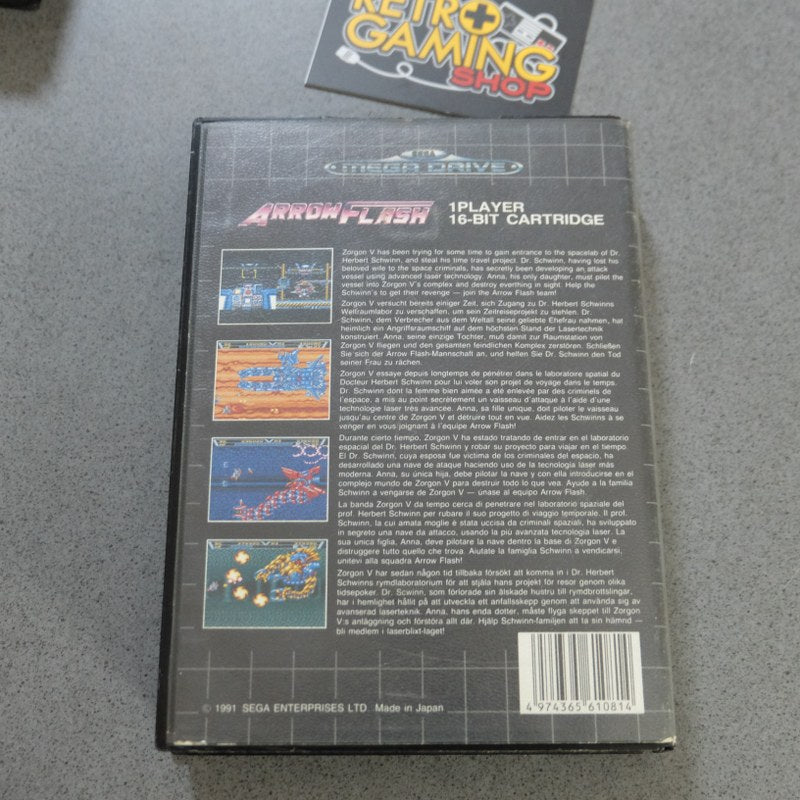 RETRO
GAMING
SHOP
SEGA
MEGA DRIVE
ARROW FLASH
1 PLAYER
16-BIT CARTRIDGE
Zorgon V has been trying for some time to gain entrance to the spacelab of Dr.
Herbert Schwinn, and steal his time travel project. Dr. Schwinn, having lost his
beloved wife to the space criminals, has secretly been developing an attack
vessel using advanced laser technology. Anna, his only daughter, must pilot the
vessel into Zorgon V's complex and destroy everthing in sight. Help the
Schwinn's to get their revenge — join the Arrow Flash team!
Zorgon V versucht bereits einiger Zeit, sich Zugang zu Dr. Herbert Schwinns
Weltraumlabor zu verschaffen, um sein Zeitreiseprojekt zu stehlen. Dr.
Schwinn, dem Verbrecher aus dem Weltall seine geliebte Ehefrau nahmen, hat
heimlich ein Angriffsraumschiff auf dem höchsten Stand der Lasertechnik
konstruiert. Anna, seine einzige Tochter, muß damit zur Raumstation von
Zorgon V fliegen und den gesamten feindlichen Komplex zerstören. Schließen
Sie sich der Arrow Flash-Mannschaft an, und helfen Sie Dr. Schwinn den Tod
seiner Frau zu rächen.
Zorgon V essaye depuis longtemps de pénétrer dans le laboratoire spatial du
Docteur Herbert Schwinn pour lui voler son projet de voyage dans le temps.
Dr. Schwinn dont la femme bien aimée a été enlevée par des criminels de
l'espace, a mis au point secrètement un vaisseau d'attaque à l'aide d'une
technologie laser très avancée. Anna, sa fille unique, doit piloter le vaisseau
jusqu'au centre de Zorgon V et détruire tout en vue. Aidez les Schwinns à se
venger en vous joignant à l'équipe Arrow Flash!
Durante cierto tiempo, Zorgon V ha estado tratando de entrar en el laboratorio
espacial del Dr. Herbert Schwinn y robar su proyecto para viajar en el tiempo.
El Dr. Schwinn, cuya esposa fue victima de los criminales del espacio, ha
desarrollado una nave de ataque haciendo uso de la tecnología láser más
moderna. Anna, su única hija, debe pilotar la nave y con ella introducirse en el
complejo mundo de Zorgon V para destruir todo lo que vea. Ayude a la familia
Schwinn a vengarse de Zorgon V — únase al equipo Arrow Flash.
La banda Zorgon V da tempo cerca di penetrare nel laboratorio spaziale del
prof. Herbert Schwinn per rubare il suo progetto di viaggio temporale. Il prof.
Schwinn, la cui amata moglie è stata uccisa da criminali spaziali, ha sviluppato
in segreto una nave da attacco, usando la più avanzata tecnologia laser. La
sua unica figlia, Anna, deve pilotare la nave dentro la base di Zorgon V e
distruggere tutto quello che trova. Aiutate la famiglia Schwinn a vendicarsi,
unitevi alla squadra Arrow Flash!
Zorgon V har sedan någon tid tillbaka försökt att komma in i Dr. Herbert
Schwinns rymdlaboratorium för att stjäla hans projekt för resor genom olika
tidsepoker. Dr. Scwinn, som förlorade sin älskade hustru till rymdbrottslingar,
har i hemlighet hållit på att utveckla ett anfallsskepp genom att använda sig av
avanserad laserteknik. Anna, hans enda dotter, måste flyga skeppet till Zorgon
V:s anläggning och förstöra allt där. Hjälp Schwinn-familjen att ta sin hämnd —
bli medlem i laserblixt-laget!
© 1991 SEGA ENTERPRISES LTD. Made in Japan
4 974365 610814